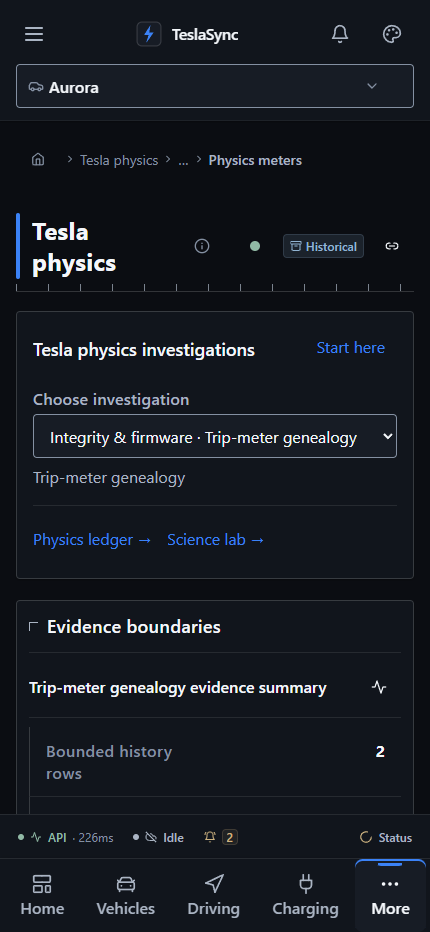 TeslaSync
Aurora
Tesla physics
...
Physics meters
Tesla
physics
Historical
Tesla physics investigations
Start here
Choose investigation
Integrity & firmware · Trip-meter genealogy
Trip-meter genealogy
Physics ledger →
Science lab →
Evidence boundaries
Trip-meter genealogy evidence summary
Bounded history
rows
2
API · 226ms
Idle
2
Status
Home
Vehicles
Driving
Charging
More